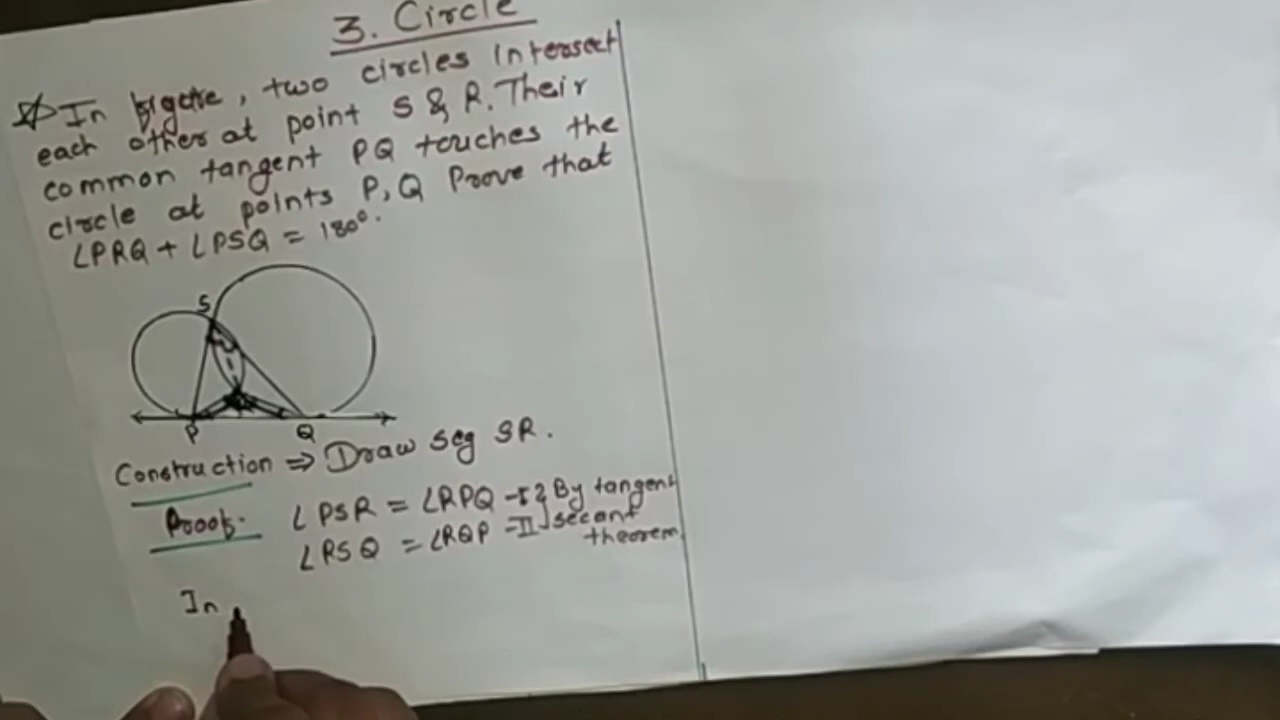 3. Circle
In figure, two circles intersect
each other at point S & R. Their
common tangent PQ touches the
circle at points P, Q Prove that
∠PRQ + ∠PSQ = 180°.
S
P
Q
Construction ⇒ Draw seg SR.
Proof:- ∠PSR = ∠RPQ -I } By tangent
∠RSQ = ∠RQP -II secant
theorem
In